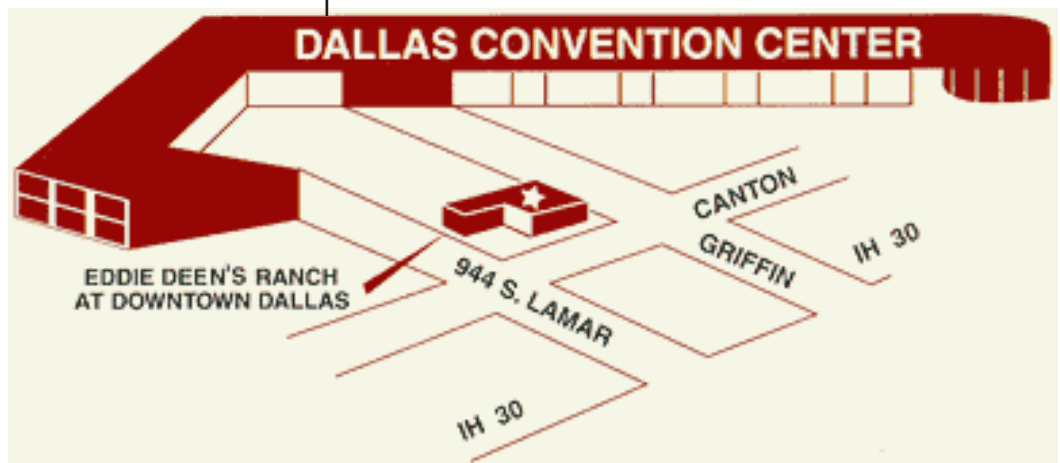 DALLAS CONVENTION CENTER
CANTON
IH 30
GRIFFIN
EDDIE DEEN'S RANCH
AT DOWNTOWN DALLAS
944 S. LAMAR
IH 30